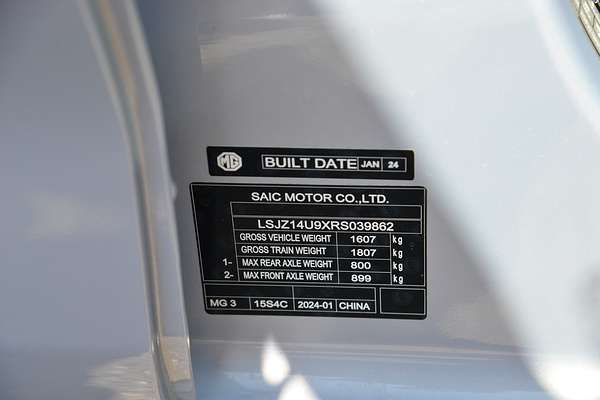 MG BUILT DATE JAN 24
SAIC MOTOR CO.,LTD.
LSJZ14U9XRS039862
GROSS VEHICLE WEIGHT 1607 kg
GROSS TRAIN WEIGHT 1807 kg
1- MAX REAR AXLE WEIGHT 800 kg
2- MAX FRONT AXLE WEIGHT 899 kg
MG 3 15S4C 2024-01 CHINA